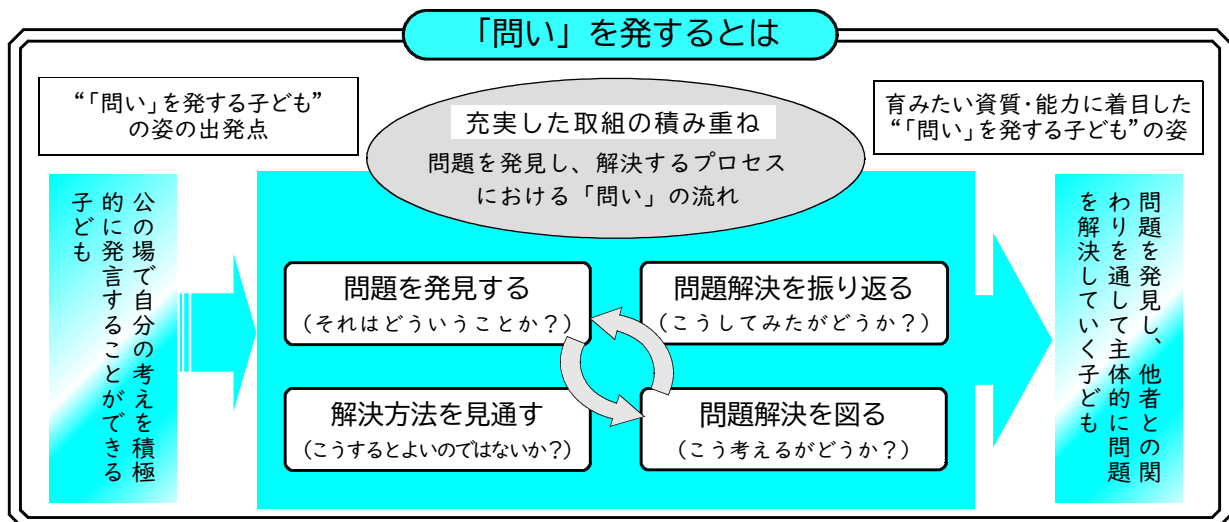 「問い」を発するとは
“「問い」を発する子ども”
の姿の出発点
公の場で自分の考えを積極
的に発言することができる
子ども
充実した取組の積み重ね
問題を発見し、解決するプロセス
における「問い」の流れ
問題を発見する
(それはどういうことか?)
解決方法を見通す
(こうするとよいのではないか?)
問題解決を図る
(こう考えるがどうか?)
問題解決を振り返る
(こうしてみたがどうか?)
育みたい資質・能力に着目した
“「問い」を発する子ども”の姿
問題を発見し、他者との関
わりを通して主体的に問題
を解決していく子ども